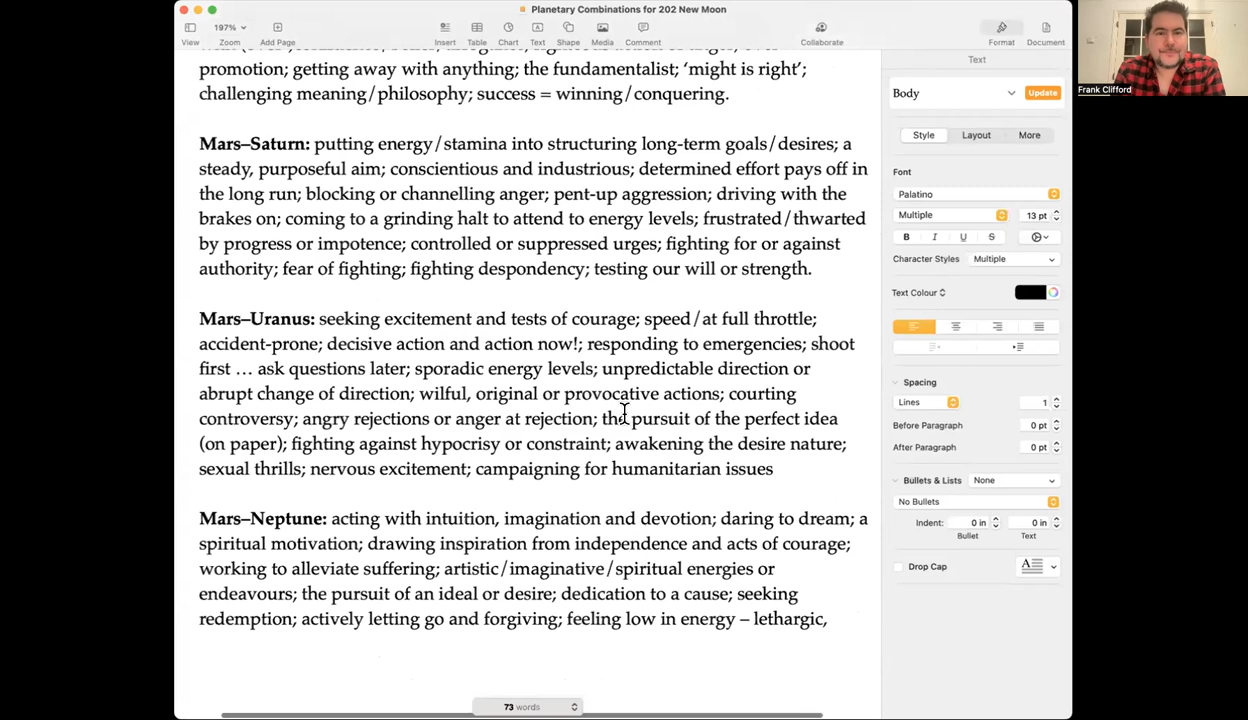 Planetary Combinations for 202 New Moon
197%
View
Zoom
Add Page
Insert
Table
Chart
Text
Shape
Media
Comment
Collaborate
Format
Document
Frank Clifford
promotion; getting away with anything; the fundamentalist; 'might is right';
challenging meaning/philosophy; success = winning/conquering.
Mars–Saturn: putting energy/stamina into structuring long-term goals/desires; a
steady, purposeful aim; conscientious and industrious; determined effort pays off in
the long run; blocking or channelling anger; pent-up aggression; driving with the
brakes on; coming to a grinding halt to attend to energy levels; frustrated/thwarted
by progress or impotence; controlled or suppressed urges; fighting for or against
authority; fear of fighting; fighting despondency; testing our will or strength.
Mars–Uranus: seeking excitement and tests of courage; speed/at full throttle;
accident-prone; decisive action and action now!; responding to emergencies; shoot
first … ask questions later; sporadic energy levels; unpredictable direction or
abrupt change of direction; wilful, original or provocative actions; courting
controversy; angry rejections or anger at rejection; the pursuit of the perfect idea
(on paper); fighting against hypocrisy or constraint; awakening the desire nature;
sexual thrills; nervous excitement; campaigning for humanitarian issues
Mars–Neptune: acting with intuition, imagination and devotion; daring to dream; a
spiritual motivation; drawing inspiration from independence and acts of courage;
working to alleviate suffering; artistic/imaginative/spiritual energies or
endeavours; the pursuit of an ideal or desire; dedication to a cause; seeking
redemption; actively letting go and forgiving; feeling low in energy – lethargic,
73 words
Text
Body
Update
Style
Layout
More
Font
Palatino
Multiple
13 pt
B I U S
Character Styles
Multiple
Text Colour
Spacing
Lines
1
Before Paragraph
0 pt
After Paragraph
0 pt
Bullets & Lists
None
No Bullets
Indent:
0 in
0 in
Bullet
Text
Drop Cap
A